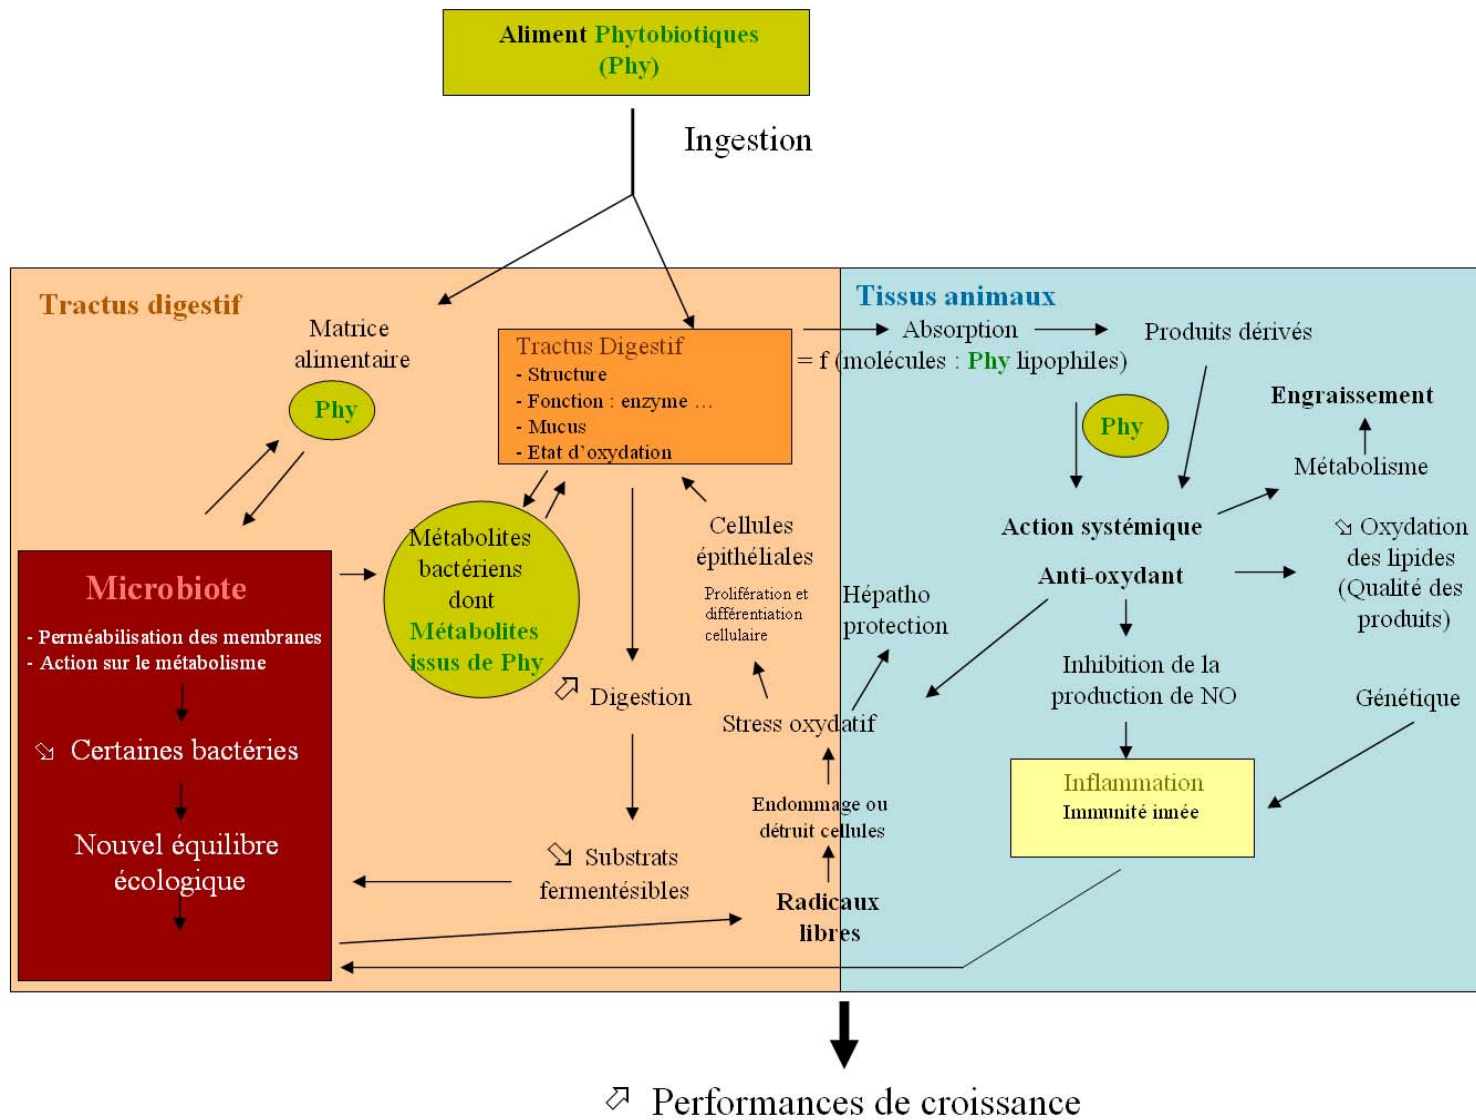 Aliment Phytobiotiques
(Phy)
Ingestion
Tractus digestif
Matrice
alimentaire
Phy
Tractus Digestif
- Structure
- Fonction : enzyme ...
- Mucus
- Etat d'oxydation
Microbiote
- Perméabilisation des membranes
- Action sur le métabolisme
↘ Certaines bactéries
Nouvel équilibre
écologique
Métabolites
bactériens
dont
Métabolites
issus de Phy
↗ Digestion
↘ Substrats
fermentésibles
Cellules
épithéliales
Prolifération et
différentiation
cellulaire
Stress oxydatif
Endommage ou
détruit cellules
Radicaux
libres
Tissus animaux
Absorption
= f (molécules : Phy lipophiles)
Produits dérivés
Phy
Engraissement
Métabolisme
Action systémique
Anti-oxydant
↘ Oxydation
des lipides
(Qualité des
produits)
Hépatho
protection
Inhibition de la
production de NO
Génétique
Inflammation
Immunité innée
↗ Performances de croissance